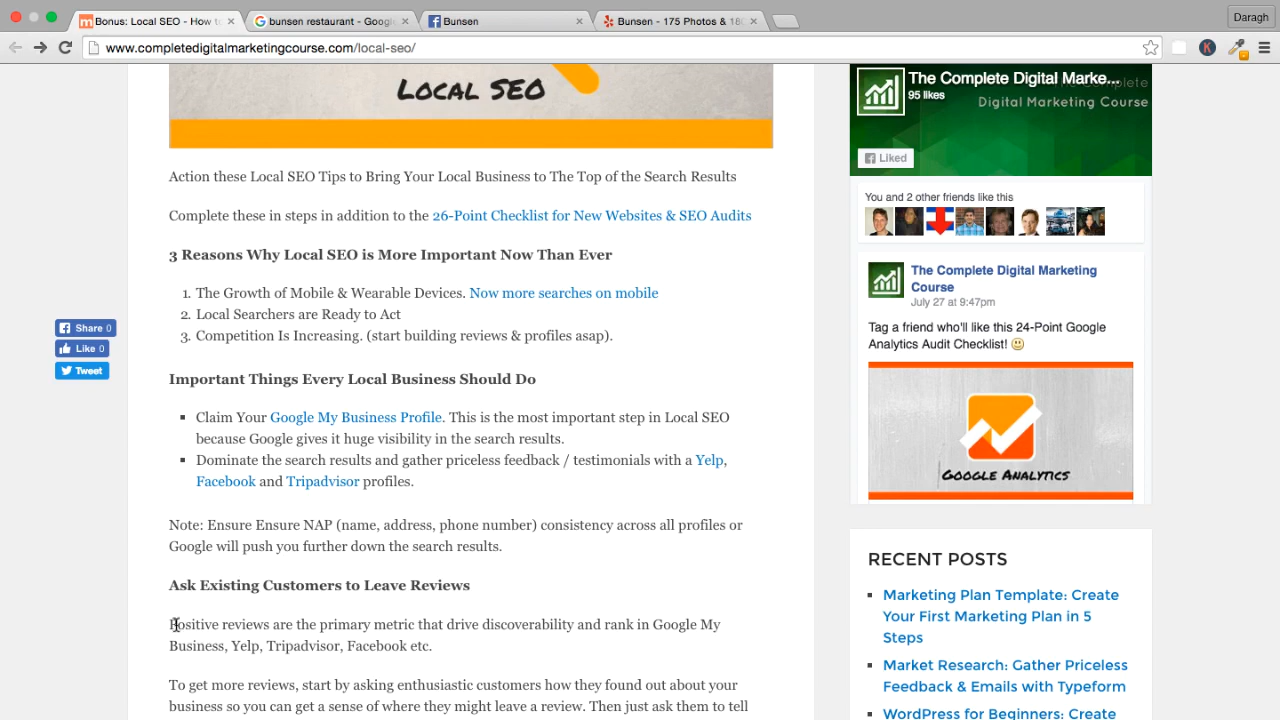 Bonus: Local SEO - How to
bunsen restaurant - Google
Bunsen
Bunsen - 175 Photos & 18
Daragh
www.completedigitalmarketingcourse.com/local-seo/
Local SEO
Action these Local SEO Tips to Bring Your Local Business to The Top of the Search Results
Complete these in steps in addition to the 26-Point Checklist for New Websites & SEO Audits
3 Reasons Why Local SEO is More Important Now Than Ever
1. The Growth of Mobile & Wearable Devices. Now more searches on mobile
2. Local Searchers are Ready to Act
3. Competition Is Increasing. (start building reviews & profiles asap).
Share 0
Like 0
Tweet
Important Things Every Local Business Should Do
Claim Your Google My Business Profile. This is the most important step in Local SEO
because Google gives it huge visibility in the search results.
Dominate the search results and gather priceless feedback / testimonials with a Yelp,
Facebook and Tripadvisor profiles.
Note: Ensure Ensure NAP (name, address, phone number) consistency across all profiles or
Google will push you further down the search results.
Ask Existing Customers to Leave Reviews
Positive reviews are the primary metric that drive discoverability and rank in Google My
Business, Yelp, Tripadvisor, Facebook etc.
To get more reviews, start by asking enthusiastic customers how they found out about your
business so you can get a sense of where they might leave a review. Then just ask them to tell
The Complete Digital Marke...
95 likes
Complete
Digital Marketing Course
Liked
You and 2 other friends like this
The Complete Digital Marketing
Course
July 27 at 9:47pm
Tag a friend who'll like this 24-Point Google
Analytics Audit Checklist!
Google Analytics
RECENT POSTS
Marketing Plan Template: Create
Your First Marketing Plan in 5
Steps
Market Research: Gather Priceless
Feedback & Emails with Typeform
WordPress for Beginners: Create